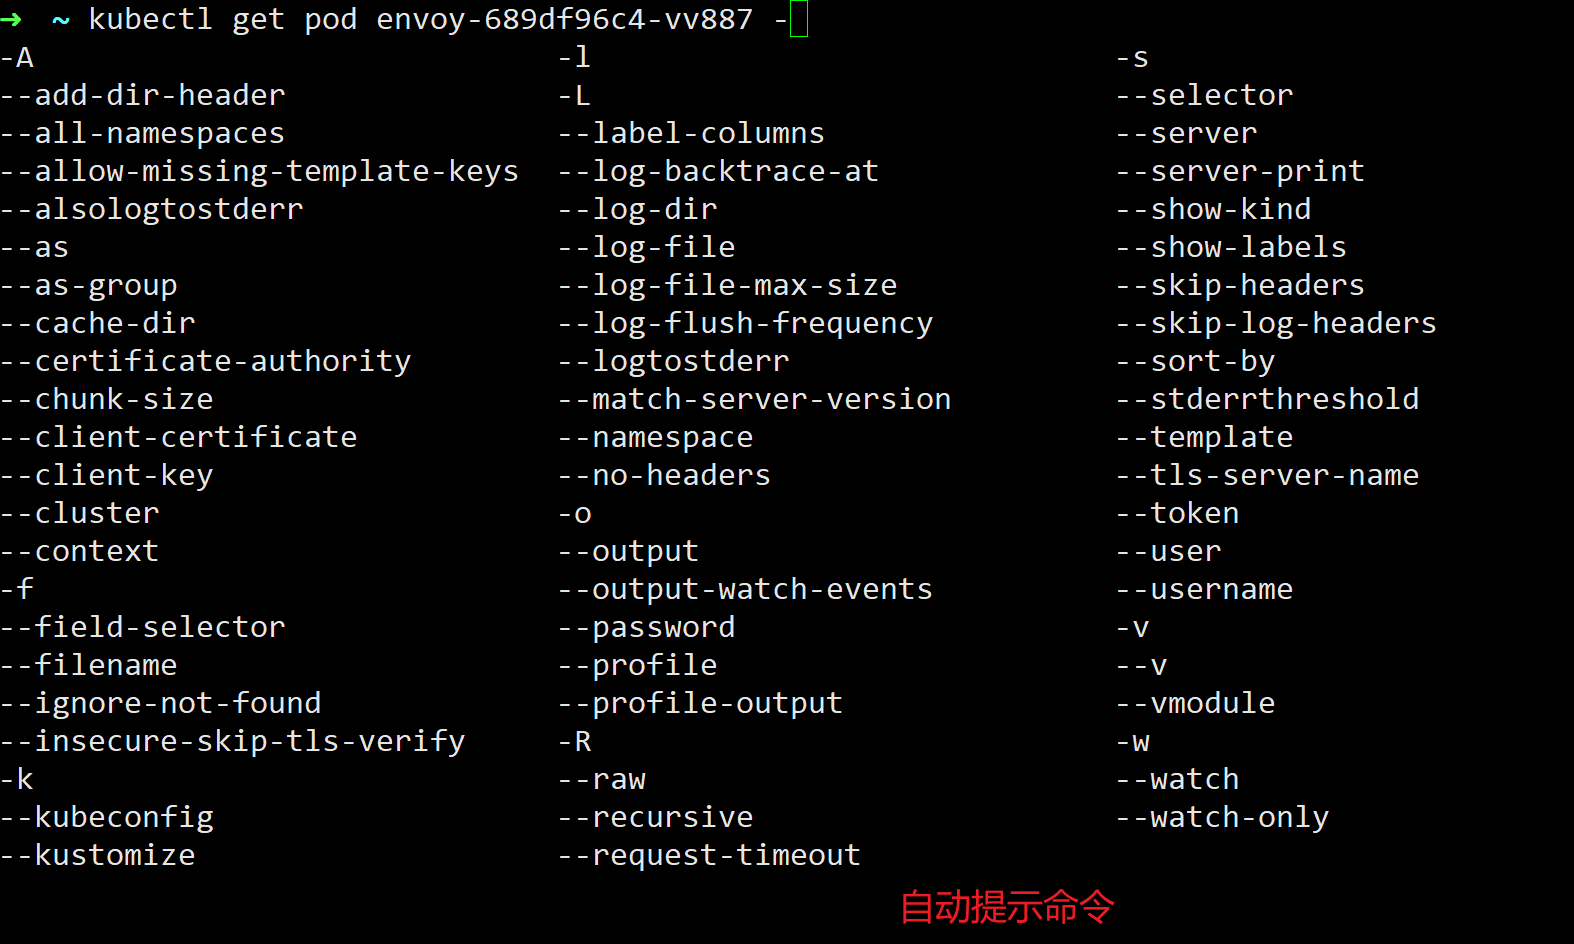 → ~ kubectl get pod envoy-689df96c4-vv887 -
-A -l -s
--add-dir-header -L --selector
--all-namespaces --label-columns --server
--allow-missing-template-keys --log-backtrace-at --server-print
--alsologtostderr --log-dir --show-kind
--as --log-file --show-labels
--as-group --log-file-max-size --skip-headers
--cache-dir --log-flush-frequency --skip-log-headers
--certificate-authority --logtostderr --sort-by
--chunk-size --match-server-version --stderrthreshold
--client-certificate --namespace --template
--client-key --no-headers --tls-server-name
--cluster -o --token
--context --output --user
-f --output-watch-events --username
--field-selector --password -v
--filename --profile --v
--ignore-not-found --profile-output --vmodule
--insecure-skip-tls-verify -R -w
-k --raw --watch
--kubeconfig --recursive --watch-only
--kustomize --request-timeout
自动提示命令